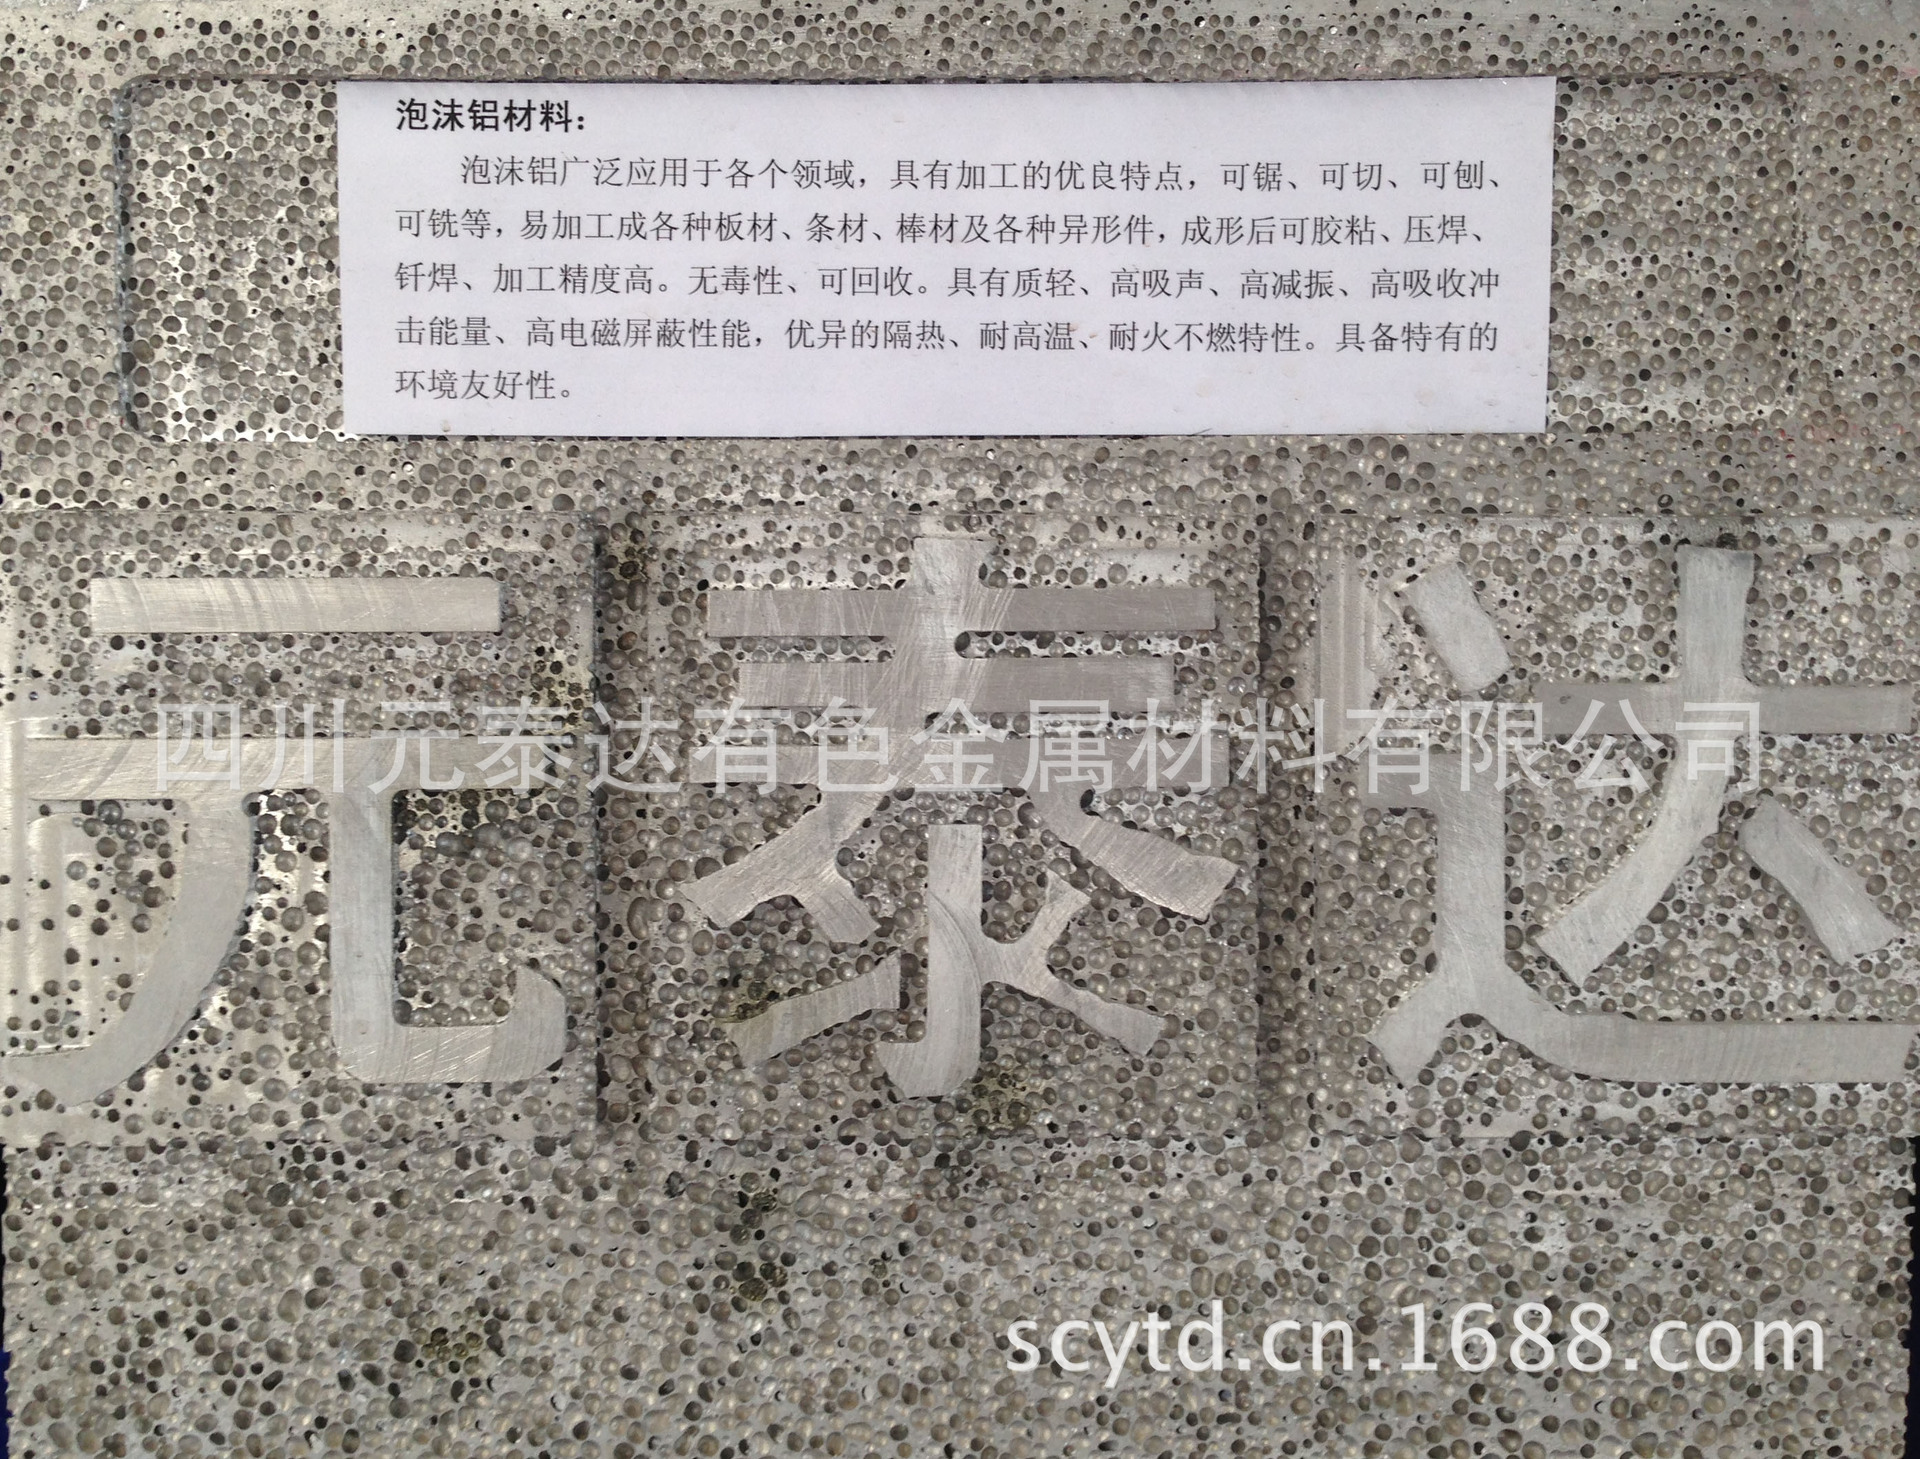 泡沫铝材料：
泡沫铝广泛应用于各个领域，具有加工的优良特点，可锯、可切、可刨、
可铣等，易加工成各种板材、条材、棒材及各种异形件，成形后可胶粘、压焊、
钎焊、加工精度高。无毒性、可回收。具有质轻、高吸声、高减振、高吸收冲
击能量、高电磁屏蔽性能，优异的隔热、耐高温、耐火不燃特性。具备特有的
环境友好性。
元泰达
四川元泰达有色金属材料有限公司
scytd.cn.1688.com